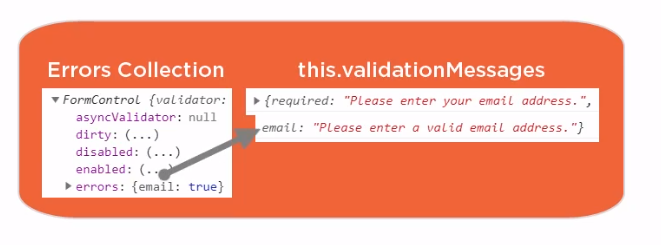 Errors Collection
this.validationMessages
▼FormControl {validator:
asyncValidator: null
dirty: (...)
disabled: (...)
enabled: (...)
▶errors: {email: true}
▶{required: "Please enter your email address.",
email: "Please enter a valid email address."}